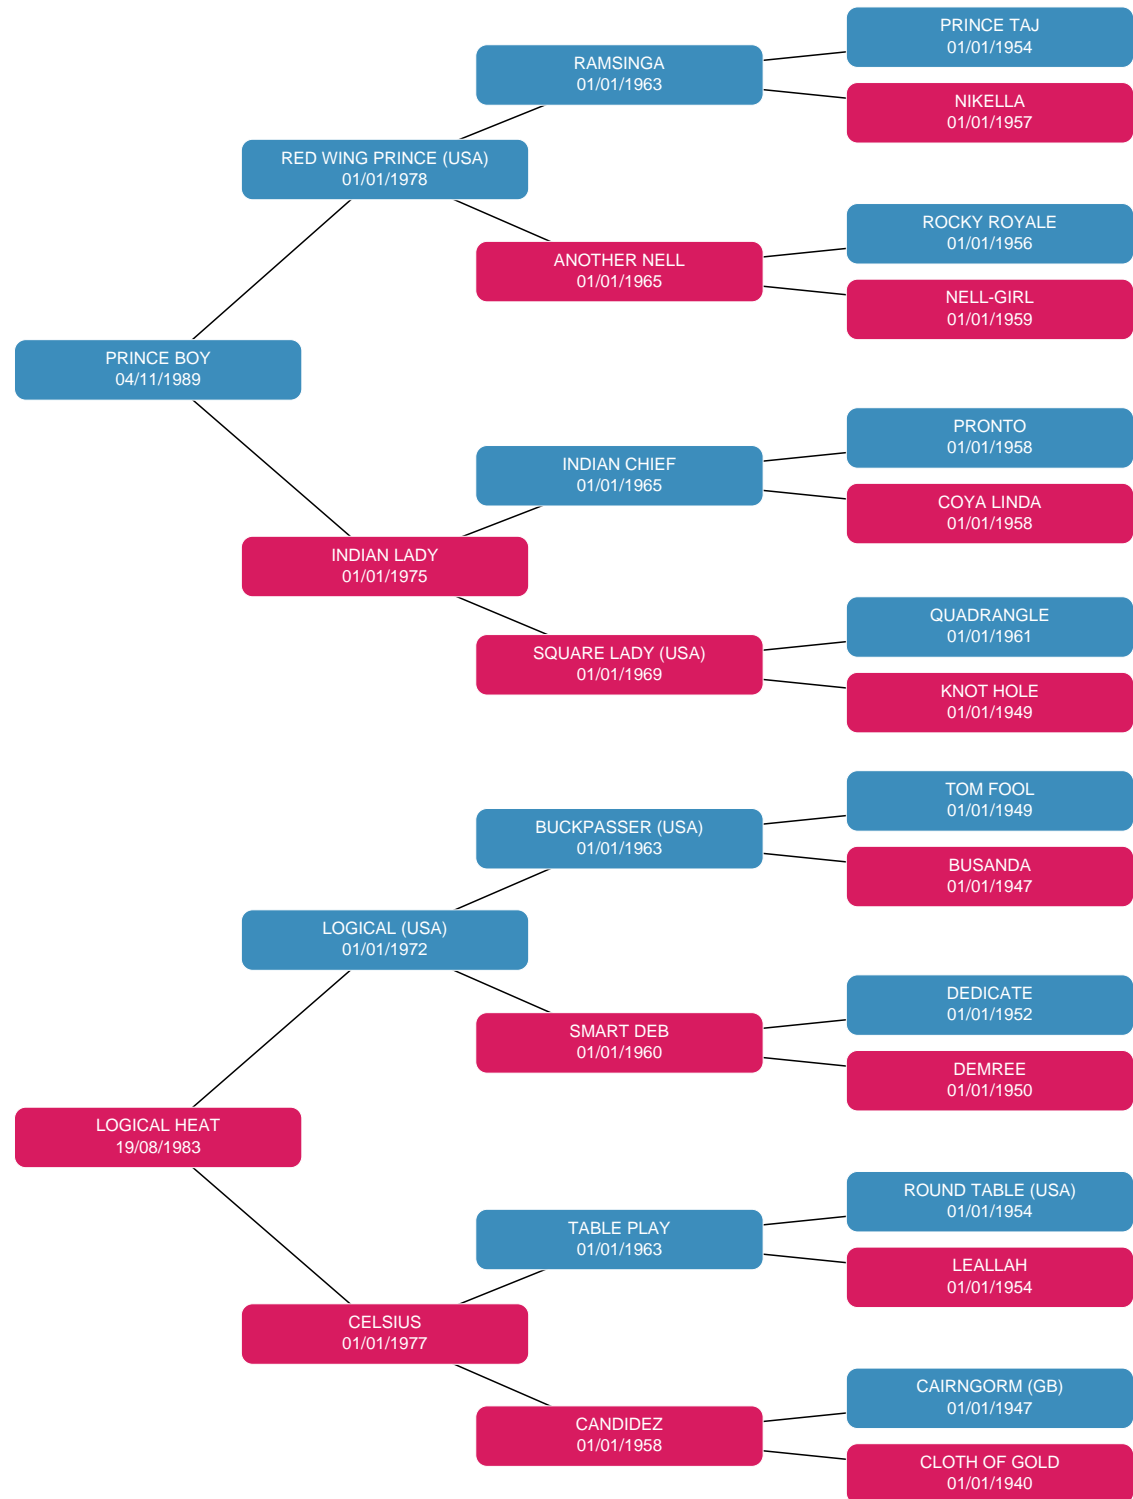 PRINCE TAJ
01/01/1954
RAMSINGA
01/01/1963
NIKELLA
01/01/1957
RED WING PRINCE (USA)
01/01/1978
ROCKY ROYALE
01/01/1956
ANOTHER NELL
01/01/1965
NELL-GIRL
01/01/1959
PRINCE BOY
04/11/1989
PRONTO
01/01/1958
INDIAN CHIEF
01/01/1965
COYA LINDA
01/01/1958
INDIAN LADY
01/01/1975
QUADRANGLE
01/01/1961
SQUARE LADY (USA)
01/01/1969
KNOT HOLE
01/01/1949
TOM FOOL
01/01/1949
BUCKPASSER (USA)
01/01/1963
BUSANDA
01/01/1947
LOGICAL (USA)
01/01/1972
DEDICATE
01/01/1952
SMART DEB
01/01/1960
DEMREE
01/01/1950
LOGICAL HEAT
19/08/1983
ROUND TABLE (USA)
01/01/1954
TABLE PLAY
01/01/1963
LEALLAH
01/01/1954
CELSIUS
01/01/1977
CAIRNGORM (GB)
01/01/1947
CANDIDEZ
01/01/1958
CLOTH OF GOLD
01/01/1940